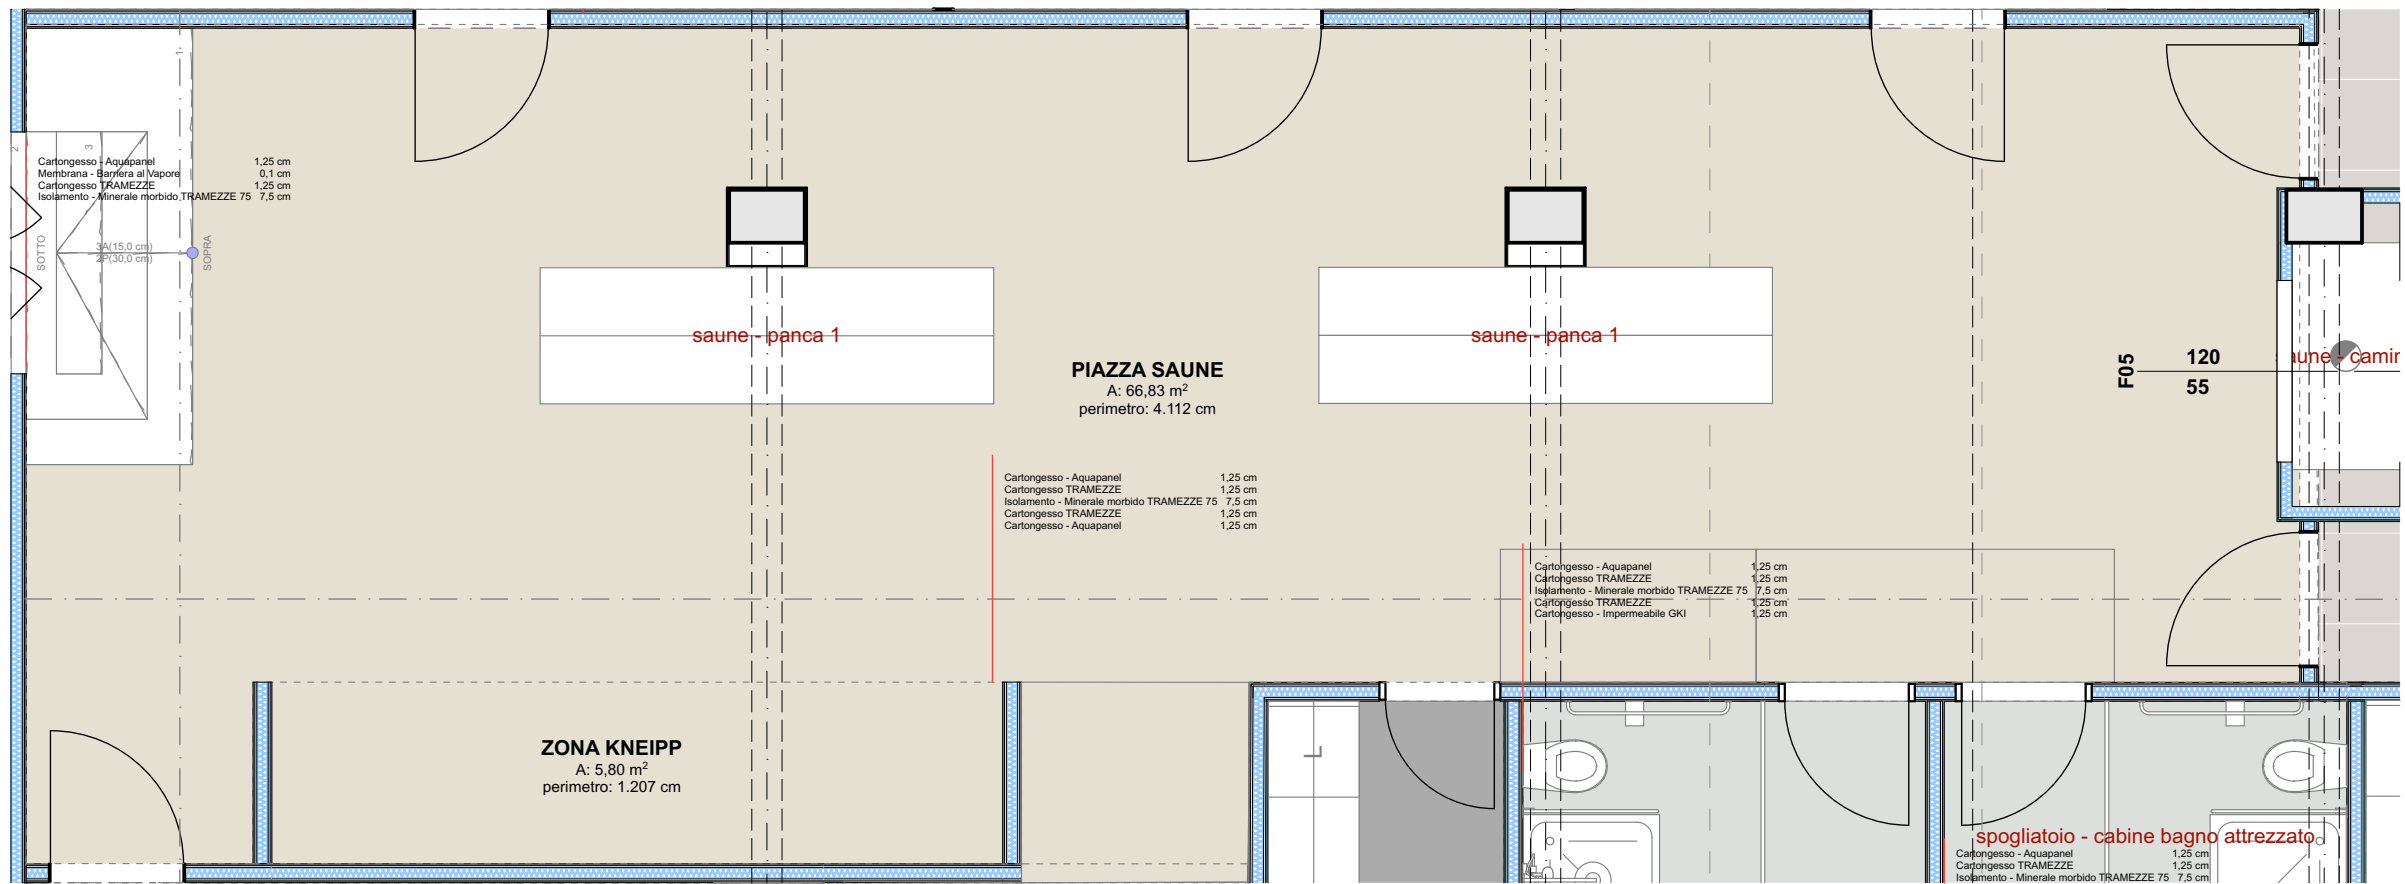 1
2
3
Cartongesso - Aquapanel 1,25 cm
Membrana - Barriera al Vapore 0,1 cm
Cartongesso TRAMEZZE 1,25 cm
Isolamento - Minerale morbido TRAMEZZE 75 7,5 cm
SOTTO
3A(15,0 cm)
2P(30,0 cm)
SOPRA
saune - panca 1
saune - panca 1
PIAZZA SAUNE
A: 66,83 m²
perimetro: 4.112 cm
F05
120
55
saune - camin
Cartongesso - Aquapanel 1,25 cm
Cartongesso TRAMEZZE 1,25 cm
Isolamento - Minerale morbido TRAMEZZE 75 7,5 cm
Cartongesso TRAMEZZE 1,25 cm
Cartongesso - Aquapanel 1,25 cm
Cartongesso - Aquapanel 1,25 cm
Cartongesso TRAMEZZE 1,25 cm
Isolamento - Minerale morbido TRAMEZZE 75 7,5 cm
Cartongesso TRAMEZZE 1,25 cm
Cartongesso - Impermeabile GKI 1,25 cm
ZONA KNEIPP
A: 5,80 m²
perimetro: 1.207 cm
L
spogliatoio - cabine bagno attrezzato
Cartongesso - Aquapanel 1,25 cm
Cartongesso TRAMEZZE 1,25 cm
Isolamento - Minerale morbido TRAMEZZE 75 7,5 cm